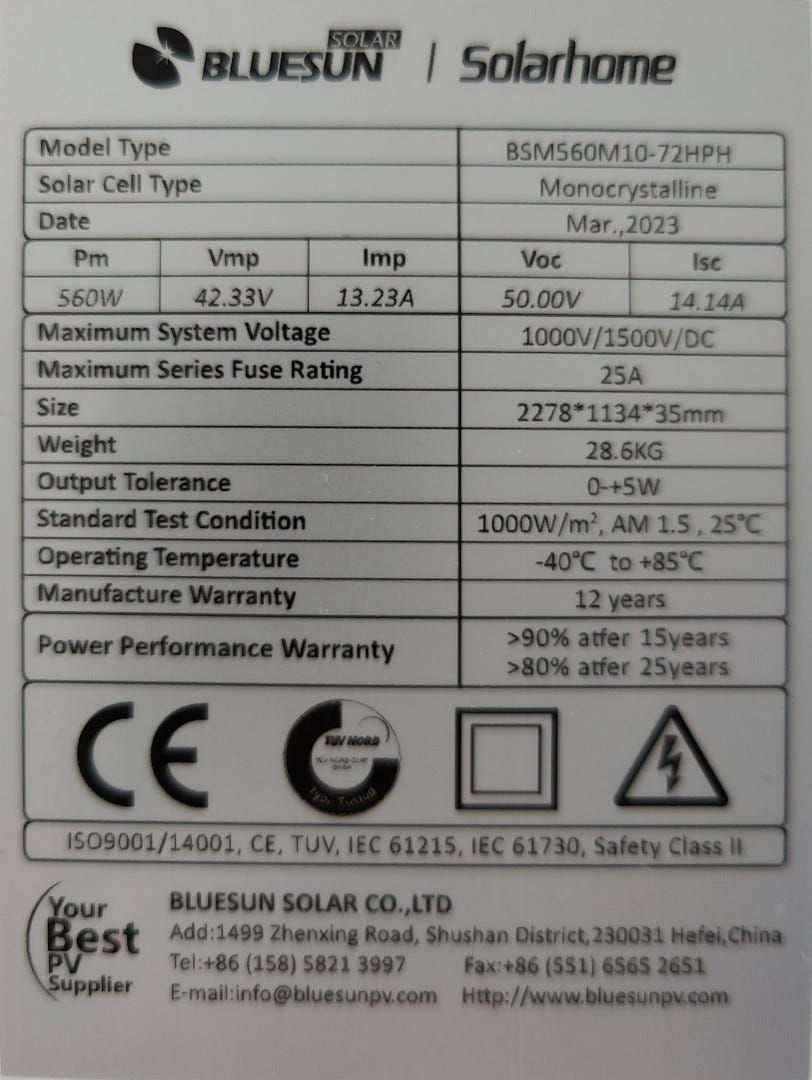 SOLAR
BLUESUN | Solarhome
Model Type BSM560M10-72HPH
Solar Cell Type Monocrystalline
Date Mar.,2023
Pm Vmp Imp Voc Isc
560W 42.33V 13.23A 50.00V 14.14A
Maximum System Voltage 1000V/1500V/DC
Maximum Series Fuse Rating 25A
Size 2278*1134*35mm
Weight 28.6KG
Output Tolerance 0-+5W
Standard Test Condition 1000W/m², AM 1.5 , 25℃
Operating Temperature -40℃ to +85℃
Manufacture Warranty 12 years
Power Performance Warranty >90% atfer 15years
>80% atfer 25years
CE
TUV NORD
Type Tested
ISO9001/14001, CE, TUV, IEC 61215, IEC 61730, Safety Class II
Your
Best
PV
Supplier
BLUESUN SOLAR CO.,LTD
Add:1499 Zhenxing Road, Shushan District,230031 Hefei,China
Tel:+86 (158) 5821 3997 Fax:+86 (551) 6565 2651
E-mail:info@bluesunpv.com Http://www.bluesunpv.com